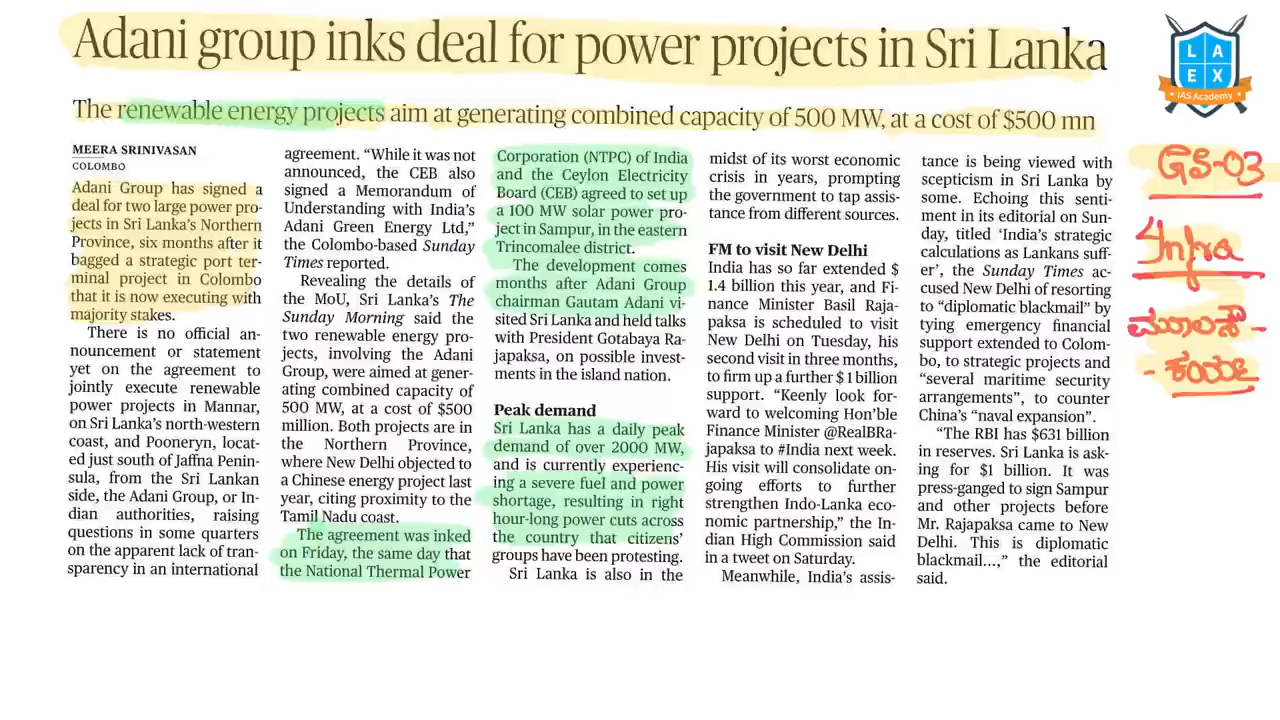 Adani group inks deal for power projects in Sri Lanka
The renewable energy projects aim at generating combined capacity of 500 MW, at a cost of $500 mn
MEERA SRINIVASAN
COLOMBO
Adani Group has signed a
deal for two large power pro-
jects in Sri Lanka's Northern
Province, six months after it
bagged a strategic port ter-
minal project in Colombo
that it is now executing with
majority stakes.
There is no official an-
nouncement or statement
yet on the agreement to
jointly execute renewable
power projects in Mannar,
on Sri Lanka's north-western
coast, and Pooneryn, locat-
ed just south of Jaffna Penin-
sula, from the Sri Lankan
side, the Adani Group, or In-
dian authorities, raising
questions in some quarters
on the apparent lack of tran-
sparency in an international
agreement. “While it was not
announced, the CEB also
signed a Memorandum of
Understanding with India's
Adani Green Energy Ltd,”
the Colombo-based Sunday
Times reported.
Revealing the details of
the MoU, Sri Lanka's The
Sunday Morning said the
two renewable energy pro-
jects, involving the Adani
Group, were aimed at gener-
ating combined capacity of
500 MW, at a cost of $500
million. Both projects are in
the Northern Province,
where New Delhi objected to
a Chinese energy project last
year, citing proximity to the
Tamil Nadu coast.
The agreement was inked
on Friday, the same day that
the National Thermal Power
Corporation (NTPC) of India
and the Ceylon Electricity
Board (CEB) agreed to set up
a 100 MW solar power pro-
ject in Sampur, in the eastern
Trincomalee district.
The development comes
months after Adani Group
chairman Gautam Adani vi-
sited Sri Lanka and held talks
with President Gotabaya Ra-
japaksa, on possible invest-
ments in the island nation.
Peak demand
Sri Lanka has a daily peak
demand of over 2000 MW,
and is currently experienc-
ing a severe fuel and power
shortage, resulting in right
hour-long power cuts across
the country that citizens'
groups have been protesting.
Sri Lanka is also in the
midst of its worst economic
crisis in years, prompting
the government to tap assis-
tance from different sources.
FM to visit New Delhi
India has so far extended $
1.4 billion this year, and Fi-
nance Minister Basil Raja-
paksa is scheduled to visit
New Delhi on Tuesday, his
second visit in three months,
to firm up a further $ 1 billion
support. “Keenly look for-
ward to welcoming Hon'ble
Finance Minister @RealBRa-
japaksa to #India next week.
His visit will consolidate on-
going efforts to further
strengthen Indo-Lanka eco-
nomic partnership,” the In-
dian High Commission said
in a tweet on Saturday.
Meanwhile, India's assis-
tance is being viewed with
scepticism in Sri Lanka by
some. Echoing this senti-
ment in its editorial on Sun-
day, titled ‘India's strategic
calculations as Lankans suff-
er’, the Sunday Times ac-
cused New Delhi of resorting
to “diplomatic blackmail” by
tying emergency financial
support extended to Colom-
bo, to strategic projects and
“several maritime security
arrangements”, to counter
China's “naval expansion”.
“The RBI has $631 billion
in reserves. Sri Lanka is ask-
ing for $1 billion. It was
press-ganged to sign Sampur
and other projects before
Mr. Rajapaksa came to New
Delhi. This is diplomatic
blackmail...,” the editorial
said.
L A
E X
IAS Academy
GS-03
Infra